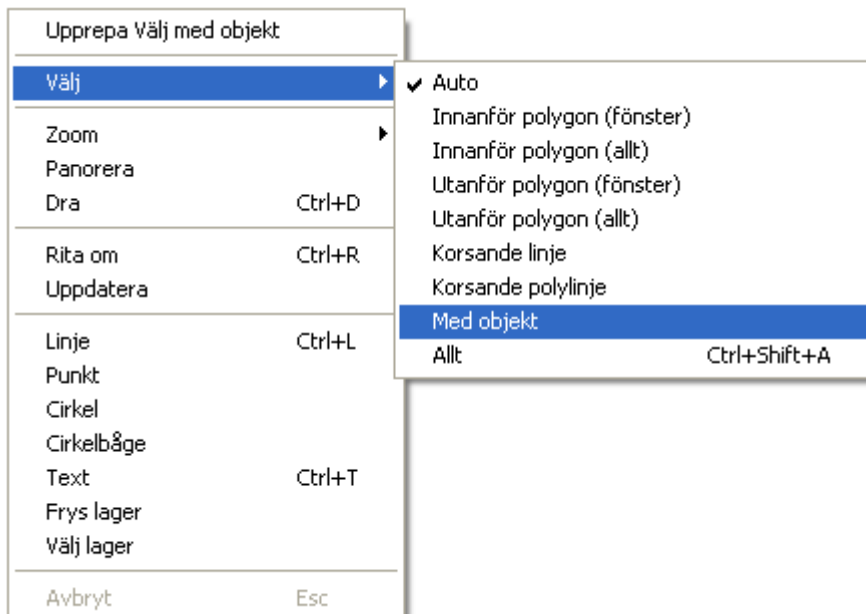 Upprepa Välj med objekt
Välj
Zoom
Panorera
Dra Ctrl+D
Rita om Ctrl+R
Uppdatera
Linje Ctrl+L
Punkt
Cirkel
Cirkelbåge
Text Ctrl+T
Frys lager
Välj lager
Avbryt Esc
Auto
Innanför polygon (fönster)
Innanför polygon (allt)
Utanför polygon (fönster)
Utanför polygon (allt)
Korsande linje
Korsande polylinje
Med objekt
Allt Ctrl+Shift+A